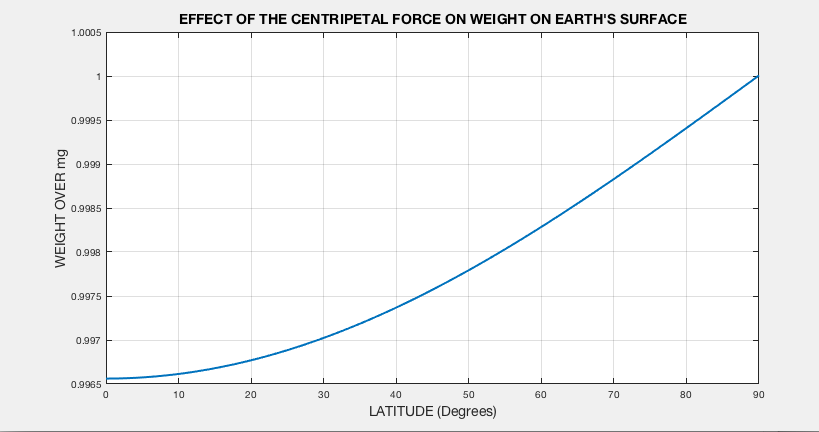 EFFECT OF THE CENTRIPETAL FORCE ON WEIGHT ON EARTH'S SURFACE
1.0005
1
0.9995
0.999
0.9985
0.998
0.9975
0.997
0.9965
WEIGHT OVER mg
0 10 20 30 40 50 60 70 80 90
LATITUDE (Degrees)